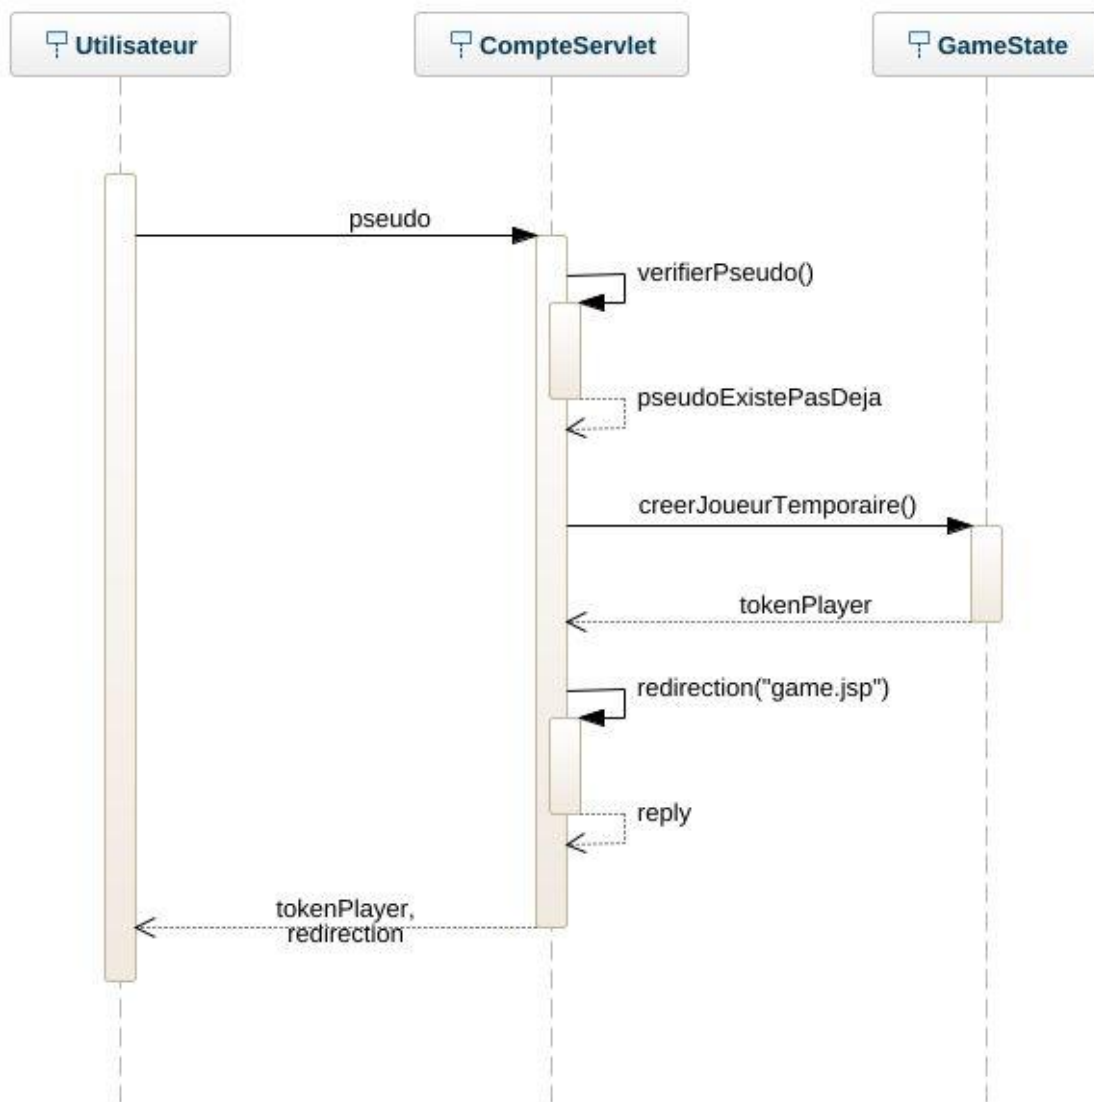 Utilisateur
CompteServlet
GameState
pseudo
verifierPseudo()
pseudoExistePasDeja
creerJoueurTemporaire()
tokenPlayer
redirection("game.jsp")
reply
tokenPlayer,
redirection